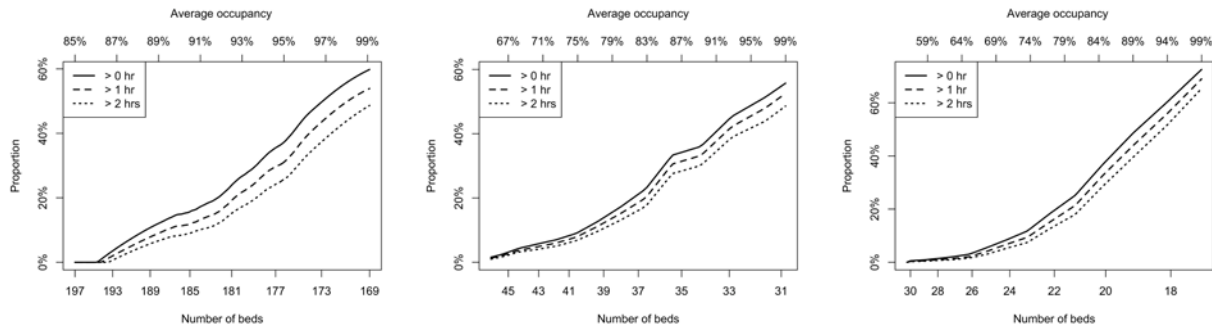 Average occupancy
85% 87% 89% 91% 93% 95% 97% 99%
60%
40%
20%
0%
Proportion
> 0 hr
> 1 hr
> 2 hrs
197 193 189 185 181 177 173 169
Number of beds
Average occupancy
67% 71% 75% 79% 83% 87% 91% 95% 99%
60%
40%
20%
0%
Proportion
> 0 hr
> 1 hr
> 2 hrs
45 43 41 39 37 35 33 31
Number of beds
Average occupancy
59% 64% 69% 74% 79% 84% 89% 94% 99%
60%
40%
20%
0%
Proportion
> 0 hr
> 1 hr
> 2 hrs
30 28 26 24 22 20 18
Number of beds